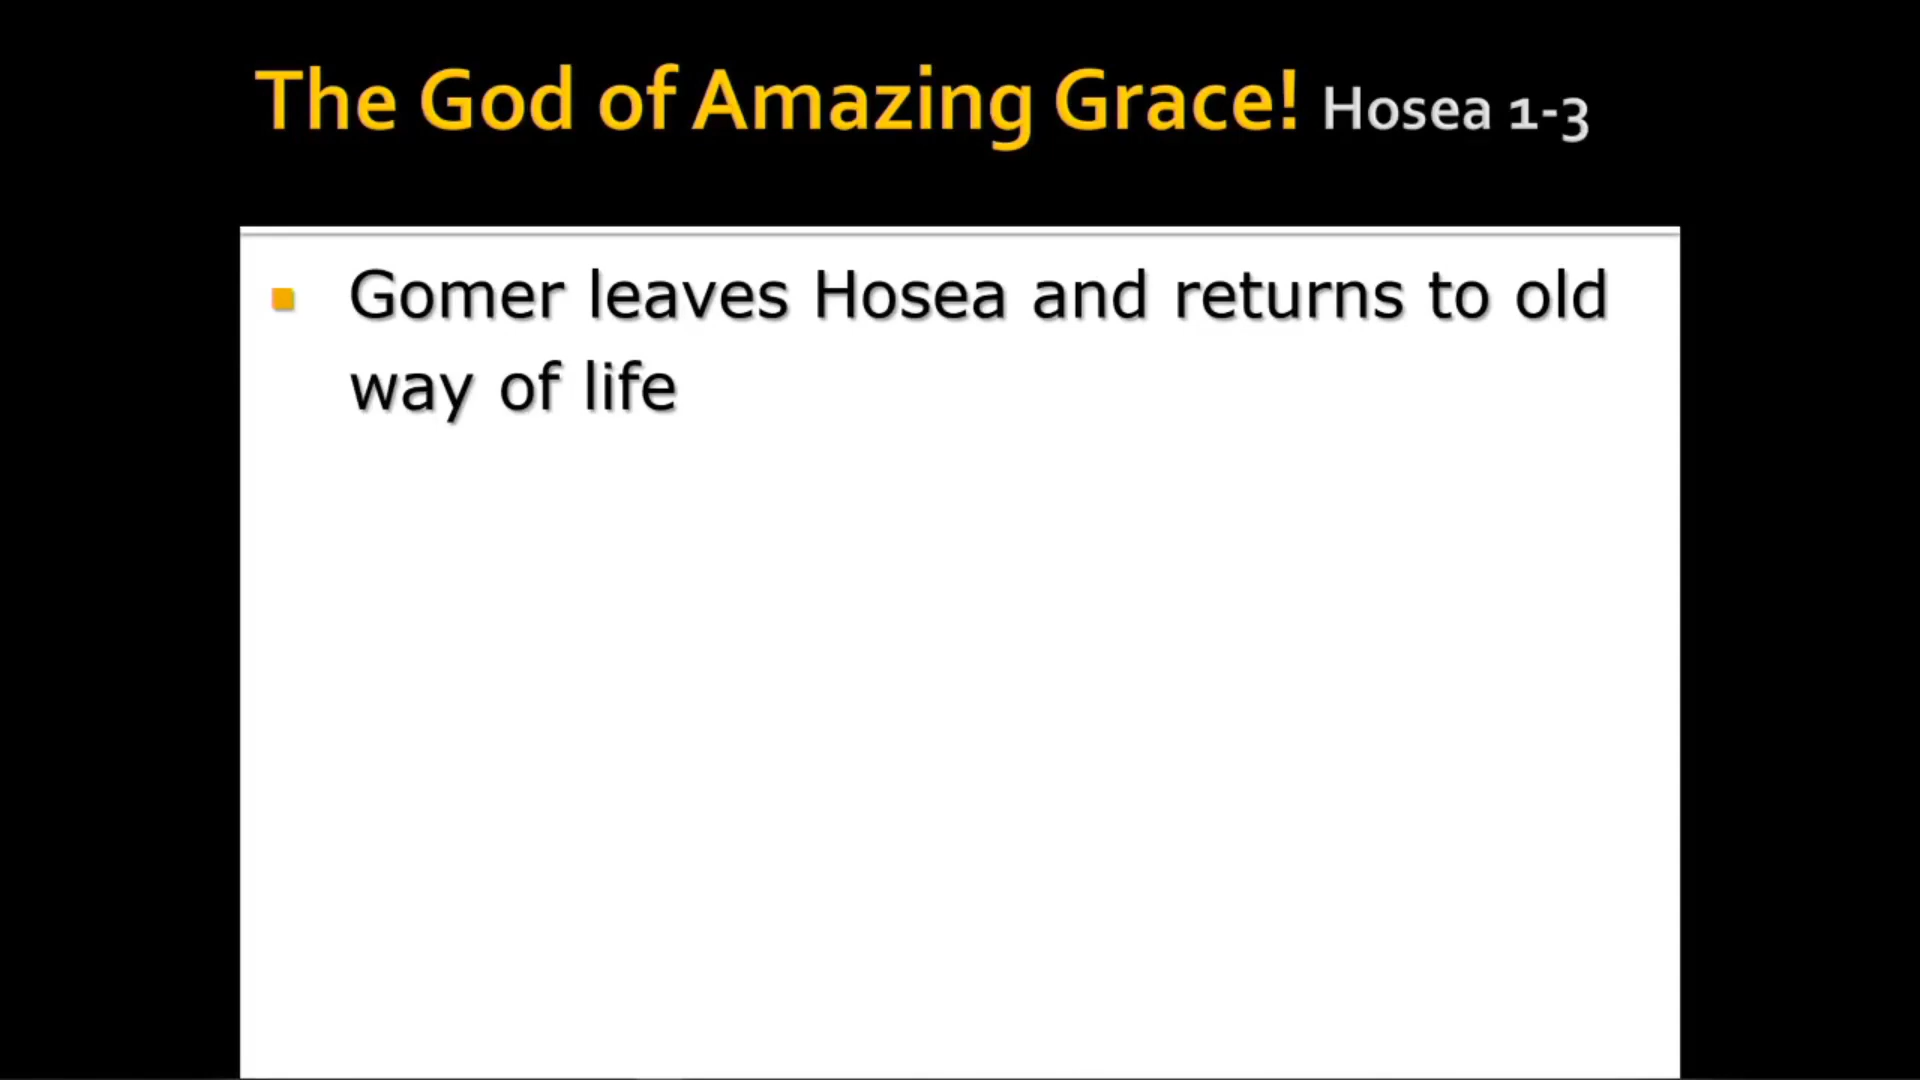 The God of Amazing Grace! Hosea 1-3
Gomer leaves Hosea and returns to old
way of life